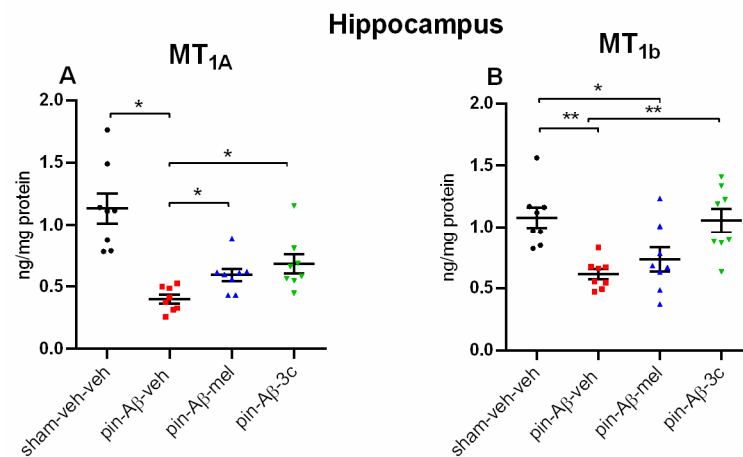 Hippocampus
MT1A
A
ng/mg protein
2.0
1.5
1.0
0.5
0.0
*
*
*
sham-veh-veh
pin-Aβ-veh
pin-Aβ-mel
pin-Aβ-3c
MT1b
B
ng/mg protein
2.0
1.5
1.0
0.5
0.0
*
**
**
sham-veh-veh
pin-Aβ-veh
pin-Aβ-mel
pin-Aβ-3c